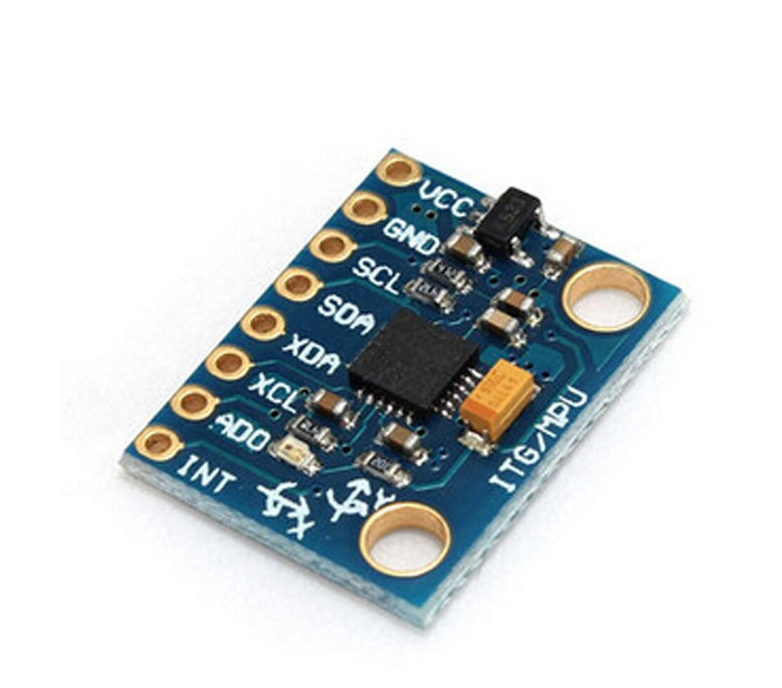 VCC
GND
SCL
SDA
XDA
XCL
ADO
INT
X
Y
ITG/MPU